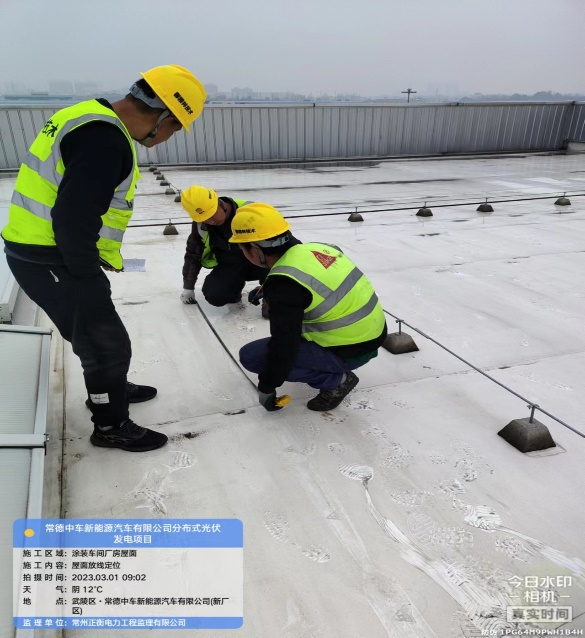 常德中车新能源汽车有限公司分布式光伏
发电项目
施工区域：涂装车间厂房屋面
施工内容：屋面放线定位
拍摄时间：2023.03.01 09:02
天气：阴 12℃
地点：武陵区·常德中车新能源汽车有限公司(新厂
区)
监理单位：常州正衡电力工程监理有限公司
今日水印
相机
真实时间
防伪 1PG64H9PWH1B4H